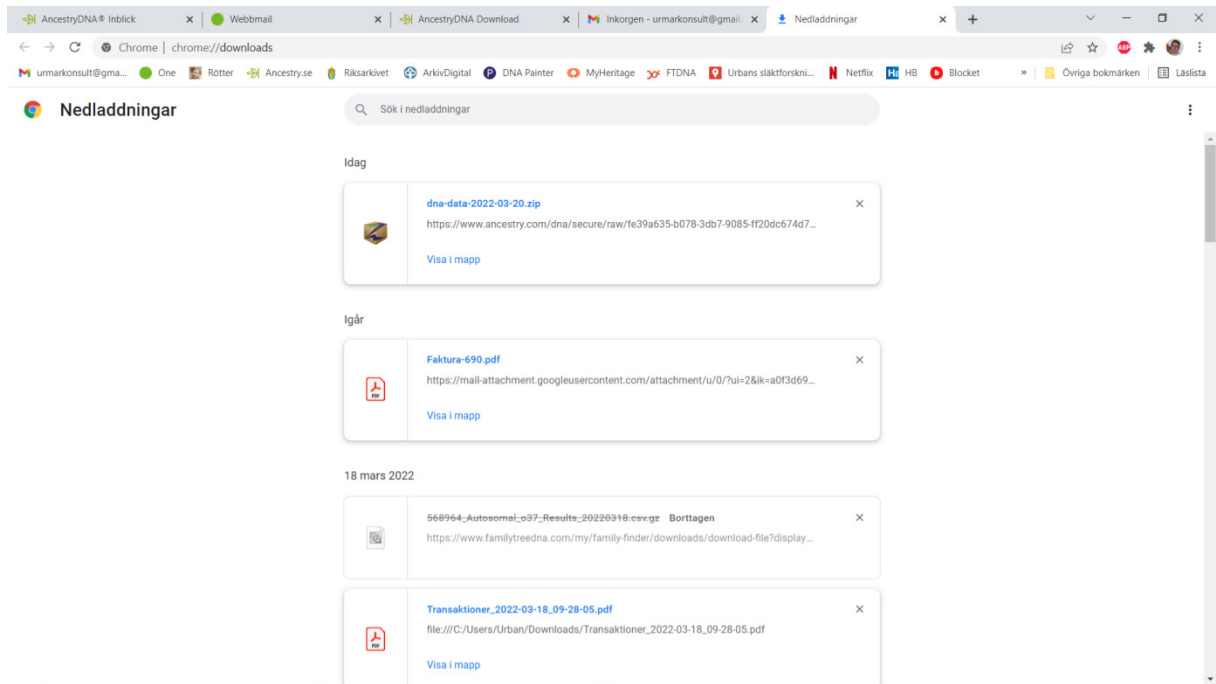 AncestryDNA® Inblick
Webbmail
AncestryDNA Download
Inkorgen - urmarkonsult@gmail.
Nedladdningar
Chrome | chrome://downloads
urmarkonsult@gma...
One
Rötter
Ancestry.se
Riksarkivet
ArkivDigital
DNA Painter
MyHeritage
FTDNA
Urbans släktforskni...
Netflix
HB
Blocket
»
Övriga bokmärken
Läslista
Nedladdningar
Sök i nedladdningar
Idag
dna-data-2022-03-20.zip
https://www.ancestry.com/dna/secure/raw/fe39a635-b078-3db7-9085-ff20dc674d7...
Visa i mapp
Igår
Faktura-690.pdf
https://mail-attachment.googleusercontent.com/attachment/u/0/?ui=2&ik=a0f3d69...
Visa i mapp
18 mars 2022
568964_Autosomal_o37_Results_20220318.csv.gz Borttagen
https://www.familytreedna.com/my/family-finder/downloads/download-file?display...
Transaktioner_2022-03-18_09-28-05.pdf
file:///C:/Users/Urban/Downloads/Transaktioner_2022-03-18_09-28-05.pdf
Visa i mapp